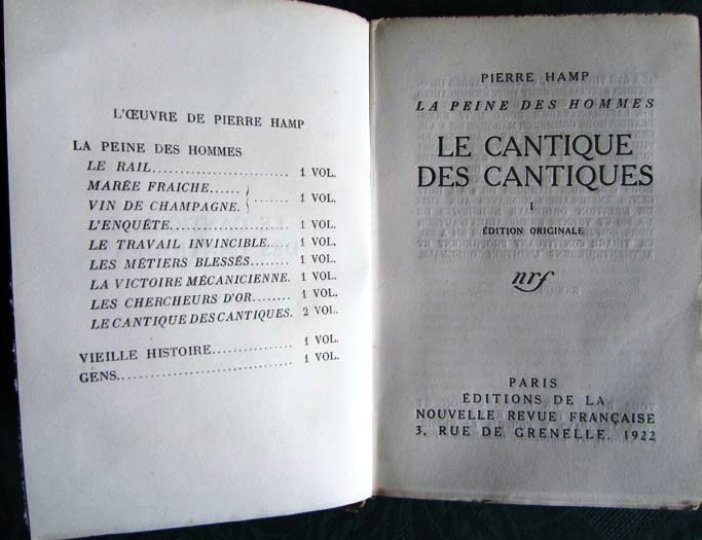 L'ŒUVRE DE PIERRE HAMP
LA PEINE DES HOMMES
LE RAIL........................ 1 VOL.
MARÉE FRAICHE......
VIN DE CHAMPAGNE. } 1 VOL.
L'ENQUÊTE.................... 1 VOL.
LE TRAVAIL INVINCIBLE.... 1 VOL.
LES MÉTIERS BLESSÉS........ 1 VOL.
LA VICTOIRE MÉCANICIENNE. 1 VOL.
LES CHERCHEURS D'OR....... 1 VOL.
LE CANTIQUE DES CANTIQUES. 2 VOL.
VIEILLE HISTOIRE............. 1 VOL.
GENS............................ 1 VOL.
PIERRE HAMP
LA PEINE DES HOMMES
LE CANTIQUE
DES CANTIQUES
I
ÉDITION ORIGINALE
nrf
PARIS
ÉDITIONS DE LA
NOUVELLE REVUE FRANÇAISE
3, RUE DE GRENELLE. 1922